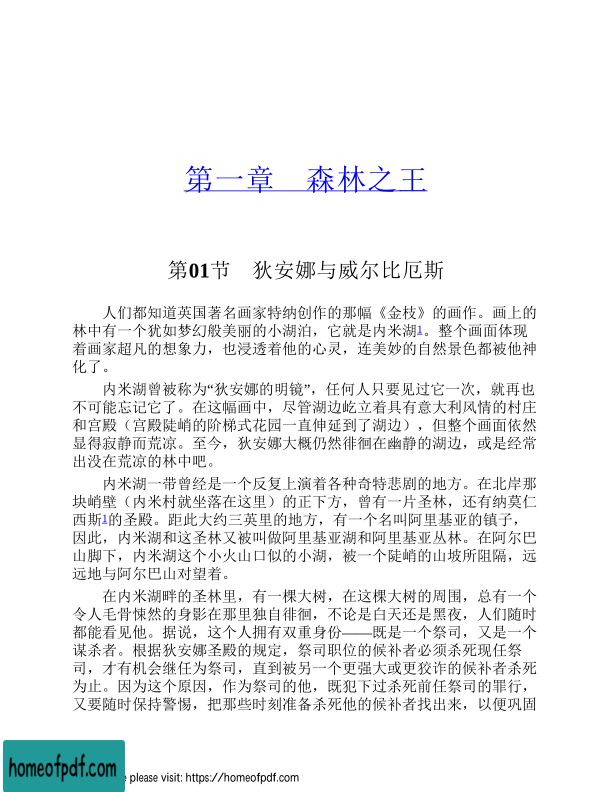 第一章　森林之王
第01节　狄安娜与威尔比厄斯
人们都知道英国著名画家特纳创作的那幅《金枝》的画作。画上的
林中有一个犹如梦幻般美丽的小湖泊，它就是内米湖1。整个画面体现
着画家超凡的想象力，也浸透着他的心灵，连美妙的自然景色都被他神
化了。
内米湖曾被称为“狄安娜的明镜”，任何人只要见过它一次，就再也
不可能忘记它了。在这幅画中，尽管湖边屹立着具有意大利风情的村庄
和宫殿（宫殿陡峭的阶梯式花园一直伸延到了湖边），但整个画面依然
显得寂静而荒凉。至今，狄安娜大概仍然徘徊在幽静的湖边，或是经常
出没在荒凉的林中吧。
内米湖一带曾经是一个反复上演着各种奇特悲剧的地方。在北岸那
块峭壁（内米村就坐落在这里）的正下方，曾有一片圣林，还有纳莫仁
西斯1的圣殿。距此大约三英里的地方，有一个名叫阿里基亚的镇子，
因此，内米湖和这圣林又被叫做阿里基亚湖和阿里基亚丛林。在阿尔巴
山脚下，内米湖这个小火山口似的小湖，被一个陡峭的山坡所阻隔，远
远地与阿尔巴山对望着。
在内米湖畔的圣林里，有一棵大树，在这棵大树的周围，总有一个
令人毛骨悚然的身影在那里独自徘徊，不论是白天还是黑夜，人们随时
都能看见他。据说，这个人拥有双重身份——既是一个祭司，又是一个
谋杀者。根据狄安娜圣殿的规定，祭司职位的候补者必须杀死现任祭
司，才有机会继任为祭司，直到被另一个更强大或更狡诈的候补者杀死
为止。因为这个原因，作为祭司的他，既犯下过杀死前任祭司的罪行，
又要随时保持警惕，把那些时刻准备杀死他的候补者找出来，以便巩固
homeofpdf.com
e please visit: https://homeofpdf.com